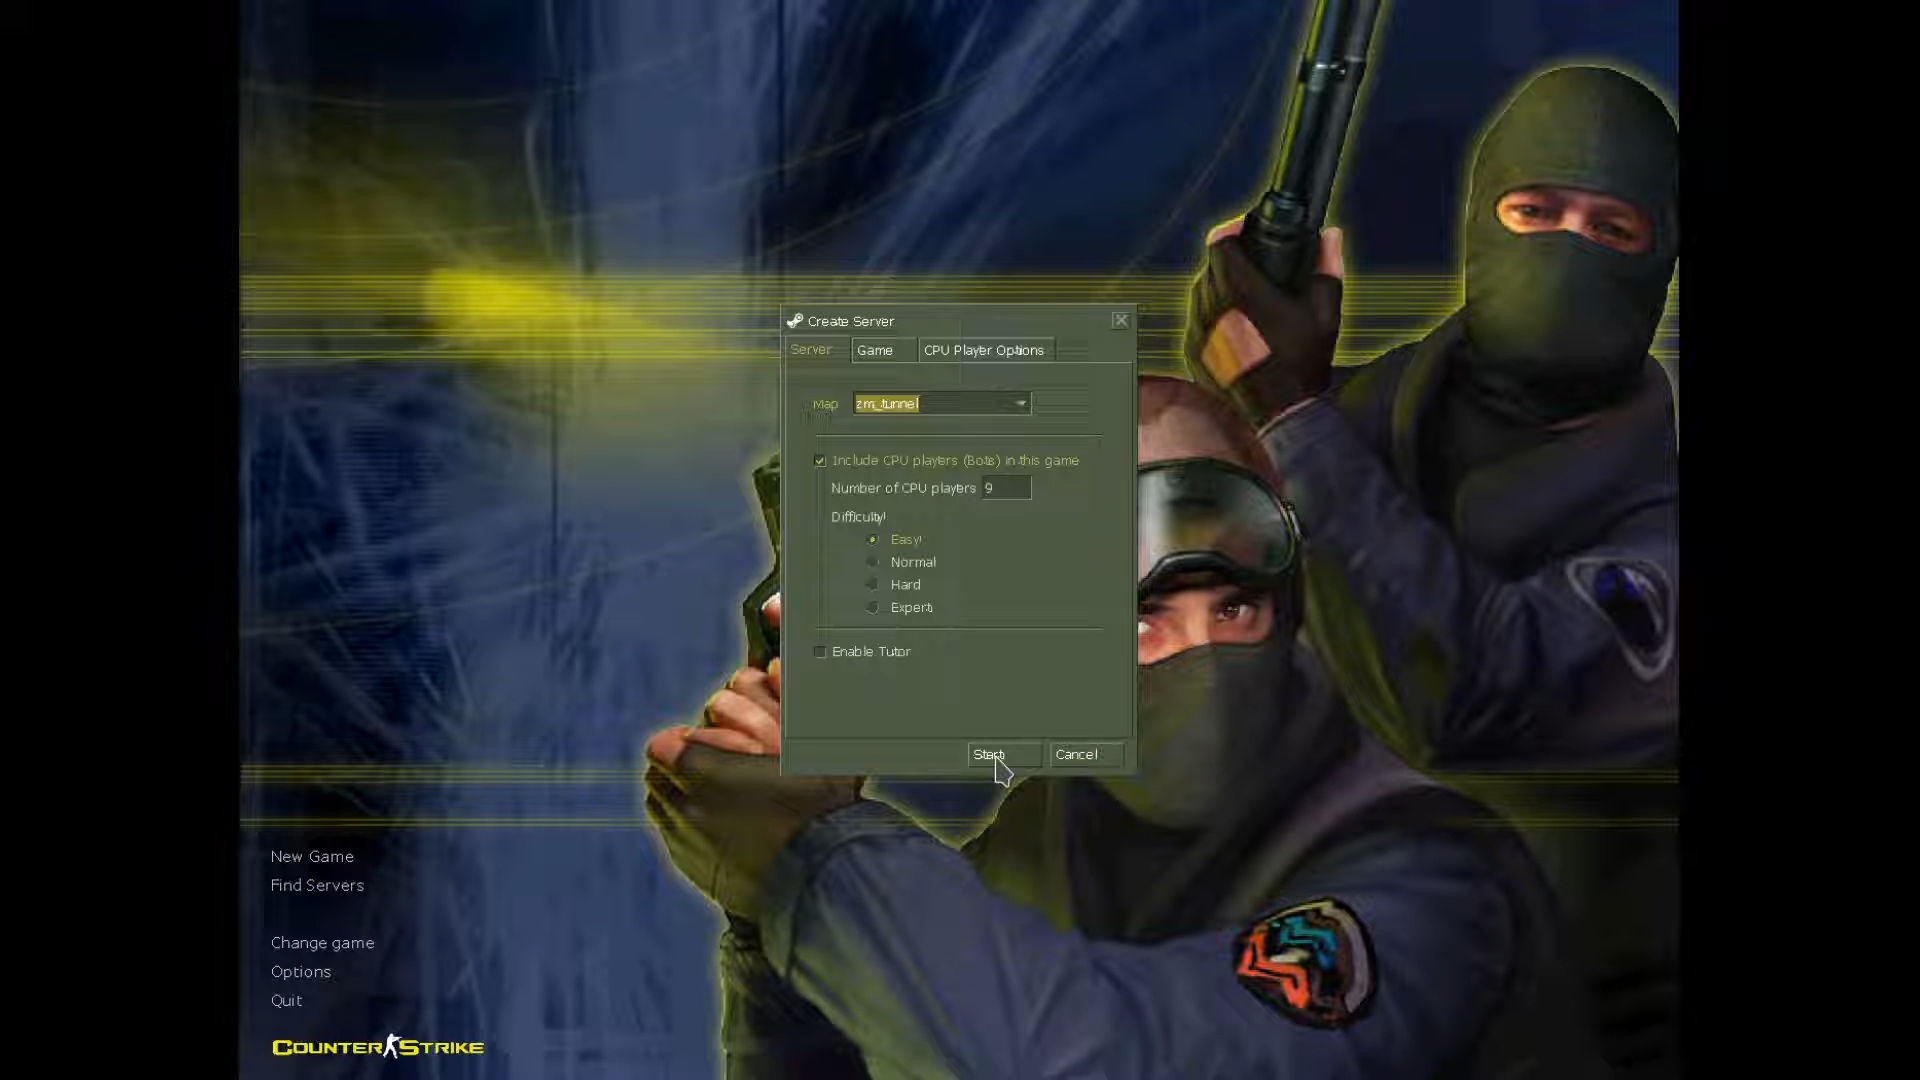 Create Server
Server
Game
CPU Player Options
Map
zm_tunnel
Include CPU players (Bots) in this game
Number of CPU players 9
Difficulty
Easy
Normal
Hard
Expert
Enable Tutor
Start
Cancel
New Game
Find Servers
Change game
Options
Quit
COUNTER STRIKE